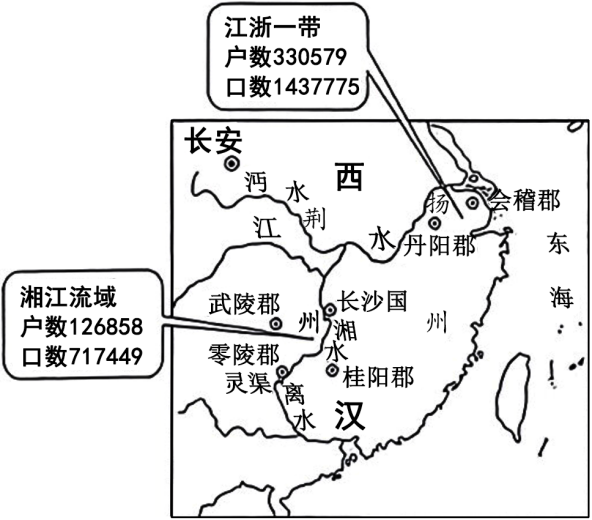 江浙一带
户数330579
口数1437775
长安
西
沔水
荆
扬
会稽郡
江
水
丹阳郡
东海
湘江流域
户数126858
口数717449
武陵郡
州
长沙国
湘水
州
零陵郡
灵渠
桂阳郡
离水
汉